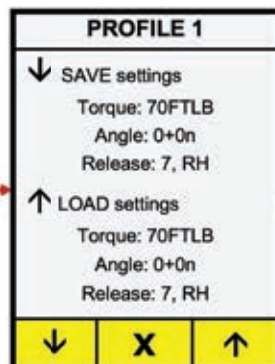 PROFILE 1
↓ SAVE settings
Torque: 70FTLB
Angle: 0+0n
Release: 7, RH
↑ LOAD settings
Torque: 70FTLB
Angle: 0+0n
Release: 7, RH
↓ X ↑